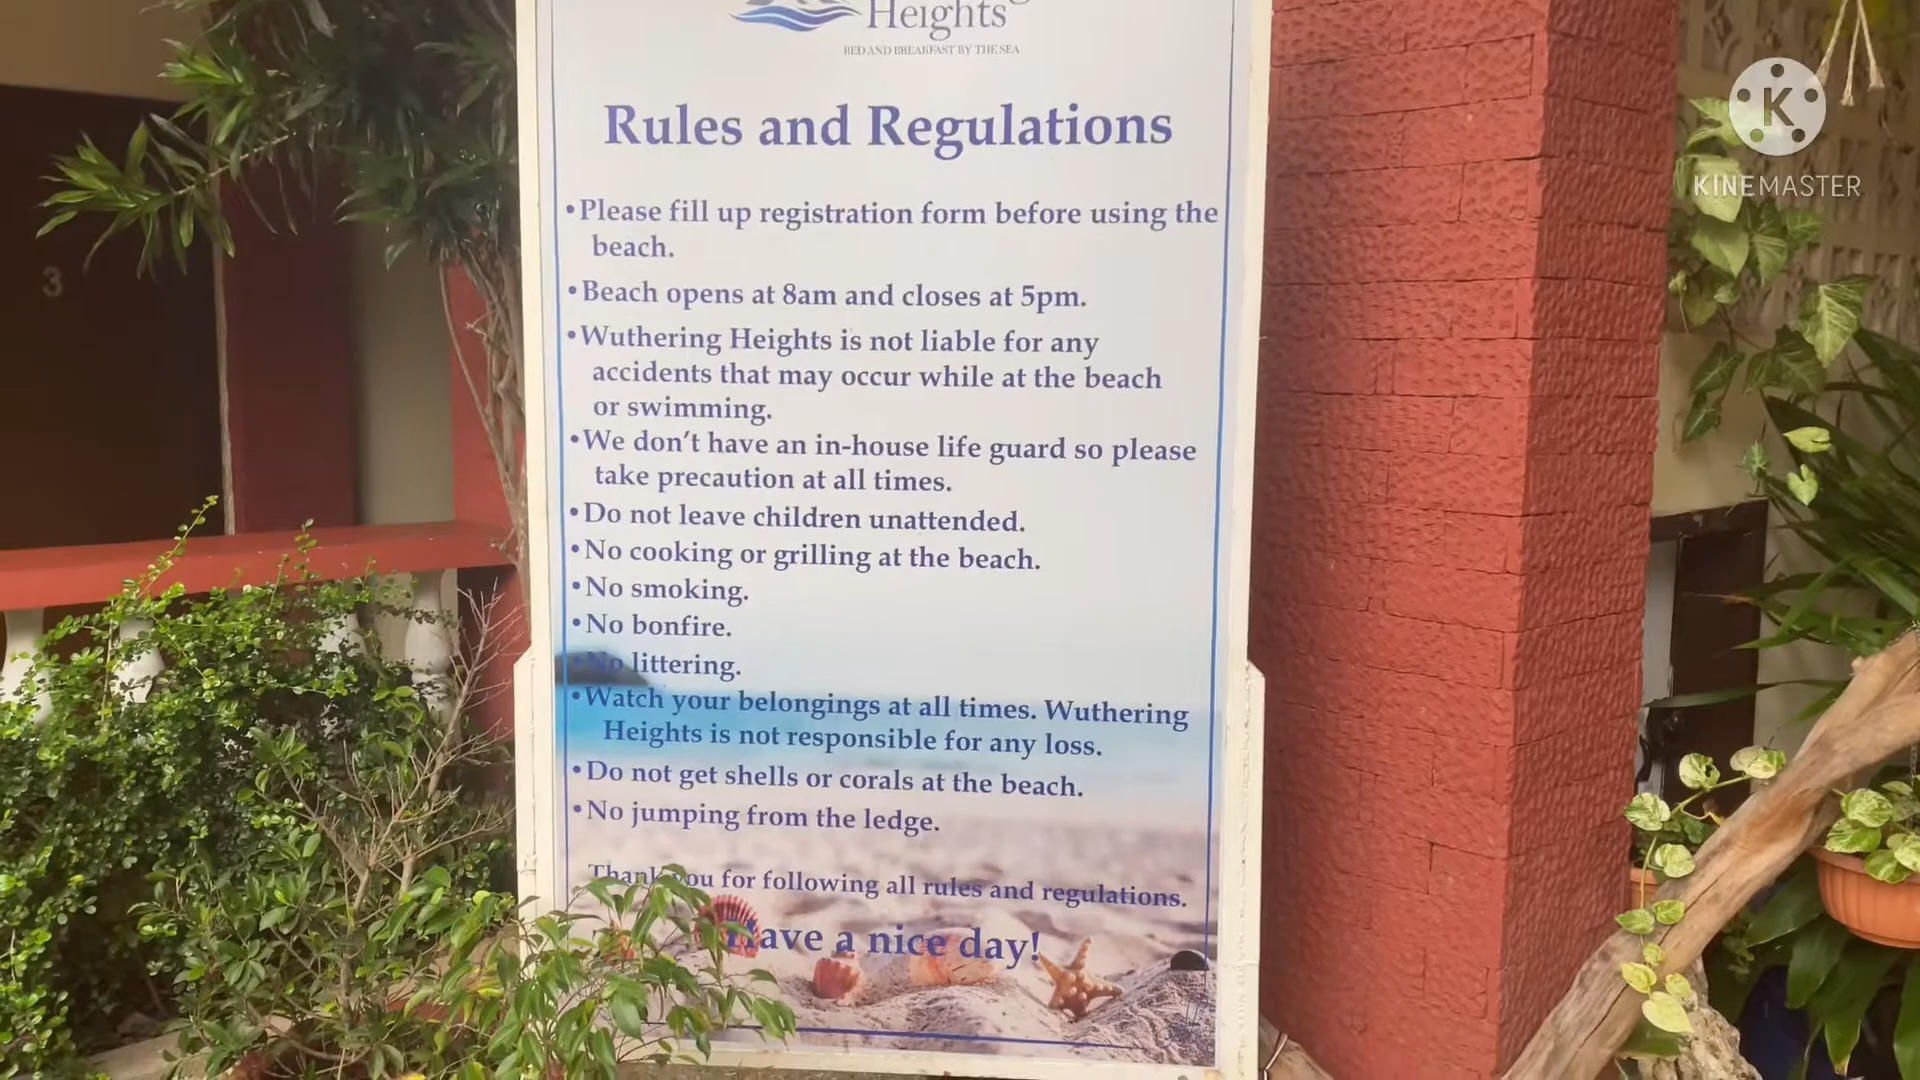 Heights
BED AND BREAKFAST BY THE SEA
Rules and Regulations
•Please fill up registration form before using the
beach.
•Beach opens at 8am and closes at 5pm.
•Wuthering Heights is not liable for any
accidents that may occur while at the beach
or swimming.
•We don't have an in-house life guard so please
take precaution at all times.
•Do not leave children unattended.
•No cooking or grilling at the beach.
•No smoking.
•No bonfire.
•No littering.
•Watch your belongings at all times. Wuthering
Heights is not responsible for any loss.
•Do not get shells or corals at the beach.
•No jumping from the ledge.
Thank you for following all rules and regulations.
Have a nice day!
3
K
KINEMASTER